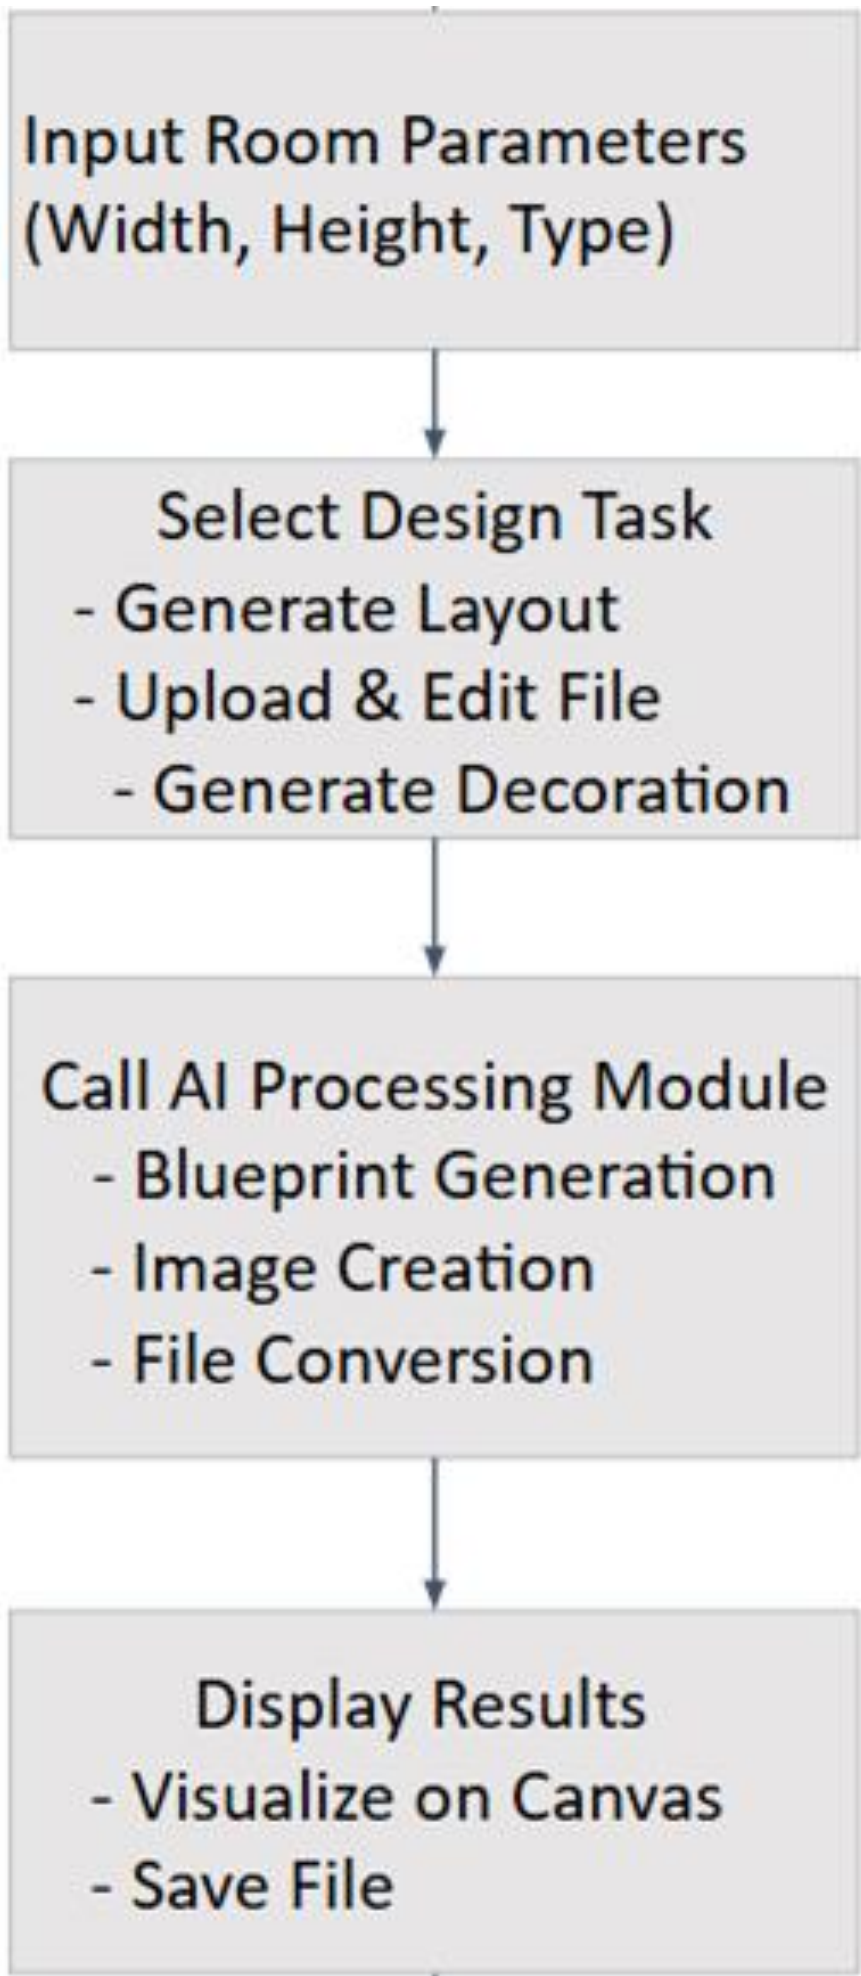 Input Room Parameters
(Width, Height, Type)
Select Design Task
- Generate Layout
- Upload & Edit File
- Generate Decoration
Call AI Processing Module
- Blueprint Generation
- Image Creation
- File Conversion
Display Results
- Visualize on Canvas
- Save File